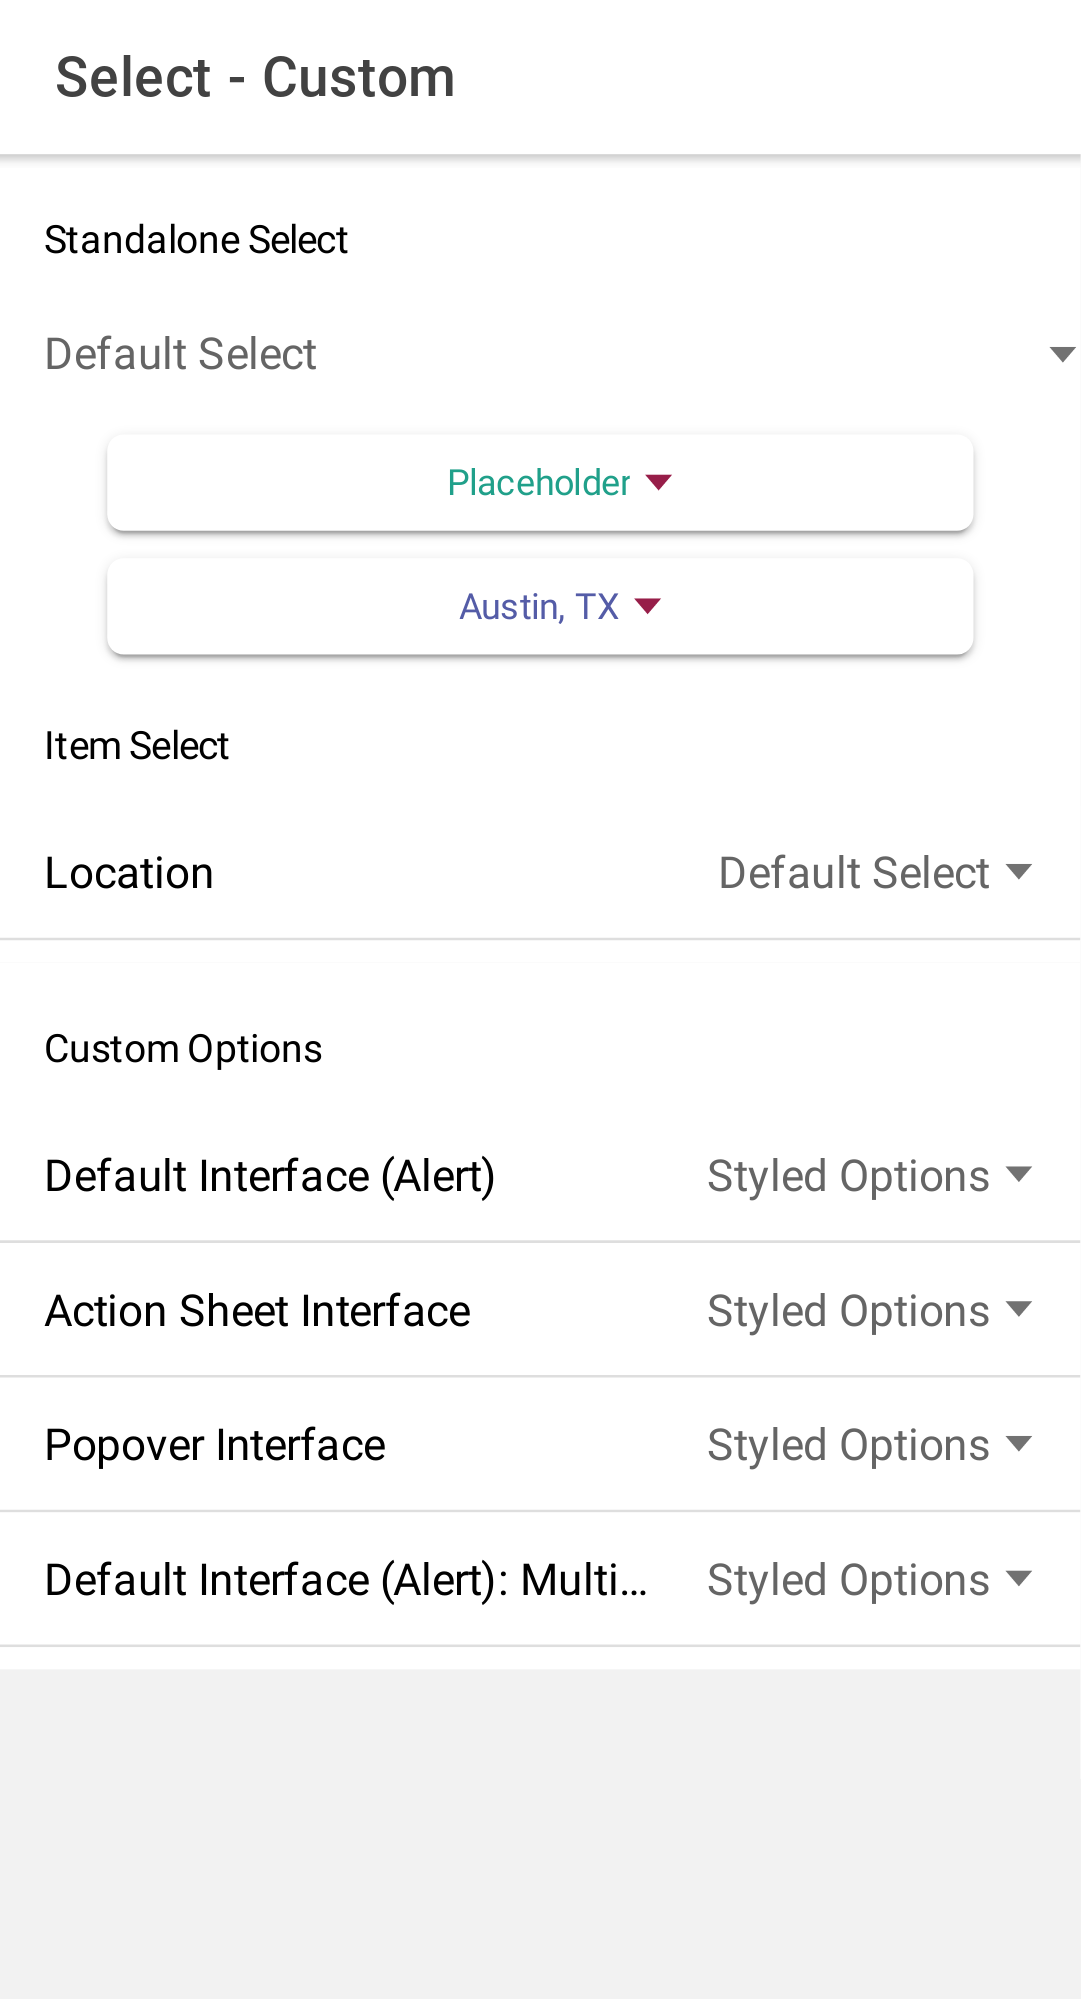 Select - Custom
Standalone Select
Default Select
Placeholder
Austin, TX
Item Select
Location Default Select
Custom Options
Default Interface (Alert) Styled Options
Action Sheet Interface Styled Options
Popover Interface Styled Options
Default Interface (Alert): Multi... Styled Options